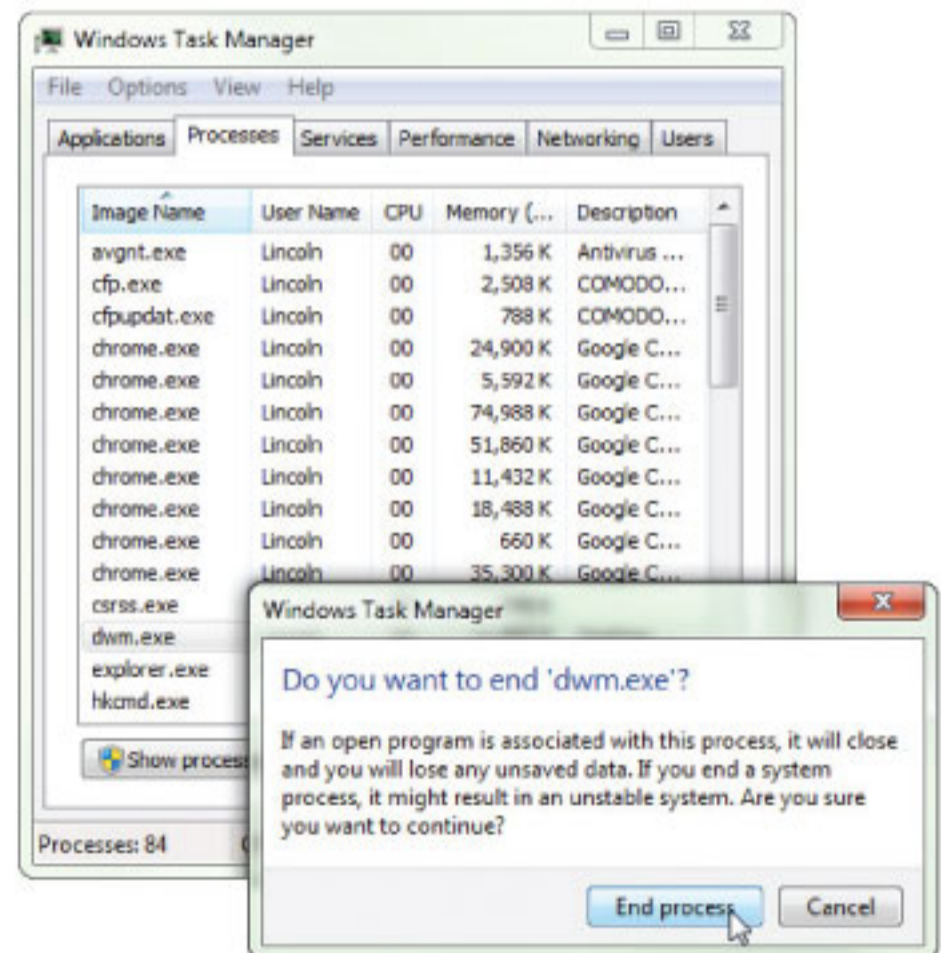 Windows Task Manager
File Options View Help
Applications Processes Services Performance Networking Users
Image Name User Name CPU Memory (... Description
avgnt.exe Lincoln 00 1,356 K Antivirus ...
cfp.exe Lincoln 00 2,508 K COMODO...
cfpupdat.exe Lincoln 00 788 K COMODO...
chrome.exe Lincoln 00 24,900 K Google C...
chrome.exe Lincoln 00 5,592 K Google C...
chrome.exe Lincoln 00 74,988 K Google C...
chrome.exe Lincoln 00 51,860 K Google C...
chrome.exe Lincoln 00 11,432 K Google C...
chrome.exe Lincoln 00 18,488 K Google C...
chrome.exe Lincoln 00 660 K Google C...
chrome.exe Lincoln 00 35,300 K Google C...
csrss.exe
dwm.exe
explorer.exe
hkcmd.exe
Show process
Processes: 84
Windows Task Manager
Do you want to end 'dwm.exe'?
If an open program is associated with this process, it will close
and you will lose any unsaved data. If you end a system
process, it might result in an unstable system. Are you sure
you want to continue?
End process Cancel